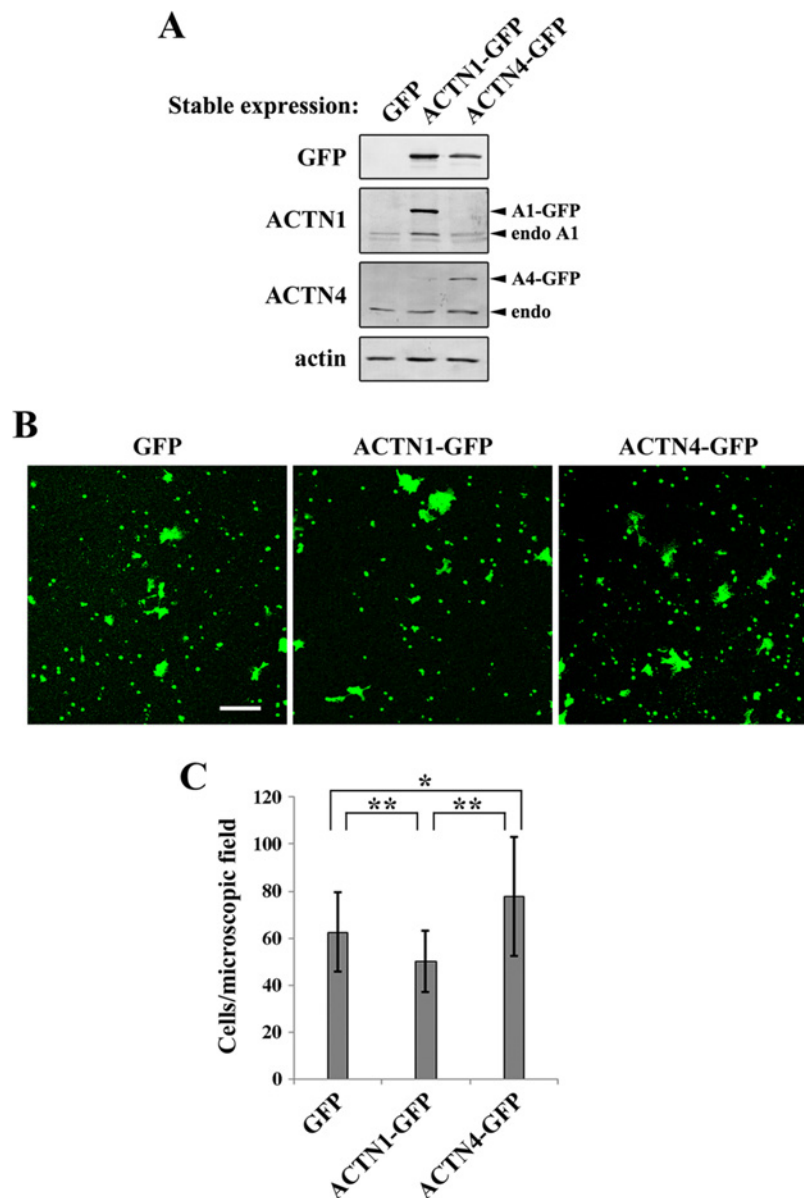 A
Stable expression:
GFP
ACTN1-GFP
ACTN4-GFP
GFP
ACTN1
A1-GFP
endo A1
ACTN4
A4-GFP
endo
actin
B
GFP
ACTN1-GFP
ACTN4-GFP
C
Cells/microscopic field
120
100
80
60
40
20
0
*
**
**
GFP
ACTN1-GFP
ACTN4-GFP